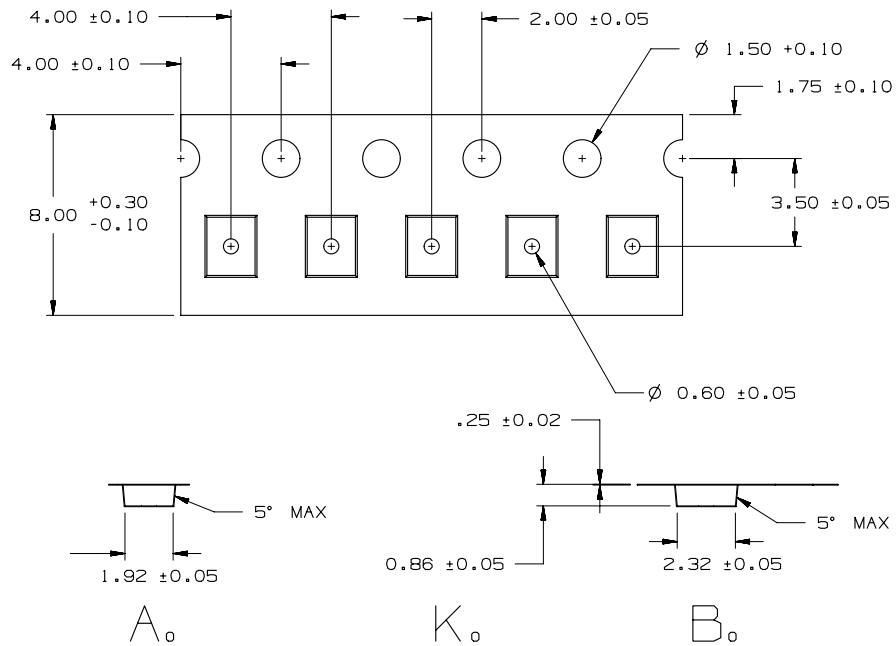 4.00 ±0.10
2.00 ±0.05
Ø 1.50 +0.10
4.00 ±0.10
1.75 ±0.10
8.00 +0.30
-0.10
3.50 ±0.05
Ø 0.60 ±0.05
.25 ±0.02
5° MAX
5° MAX
0.86 ±0.05
2.32 ±0.05
1.92 ±0.05
A₀
K₀
B₀